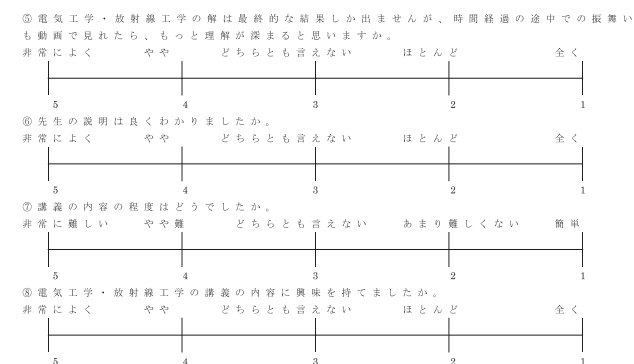 ⑤電気工学・放射線工学の解は最終的な結果しか出ませんが、時間経過の途中での振舞い
も動画で見れたら、もっと理解が深まると思いますか。
非常によく やや どちらとも言えない ほとんど 全く
5 4 3 2 1
⑥先生の説明は良くわかりましたか。
非常によく やや どちらとも言えない ほとんど 全く
5 4 3 2 1
⑦講義の内容の程度はどうでしたか。
非常に難しい やや難 どちらとも言えない あまり難しくない 簡単
5 4 3 2 1
⑧電気工学・放射線工学の講義の内容に興味を持てましたか。
非常によく やや どちらとも言えない ほとんど 全く
5 4 3 2 1